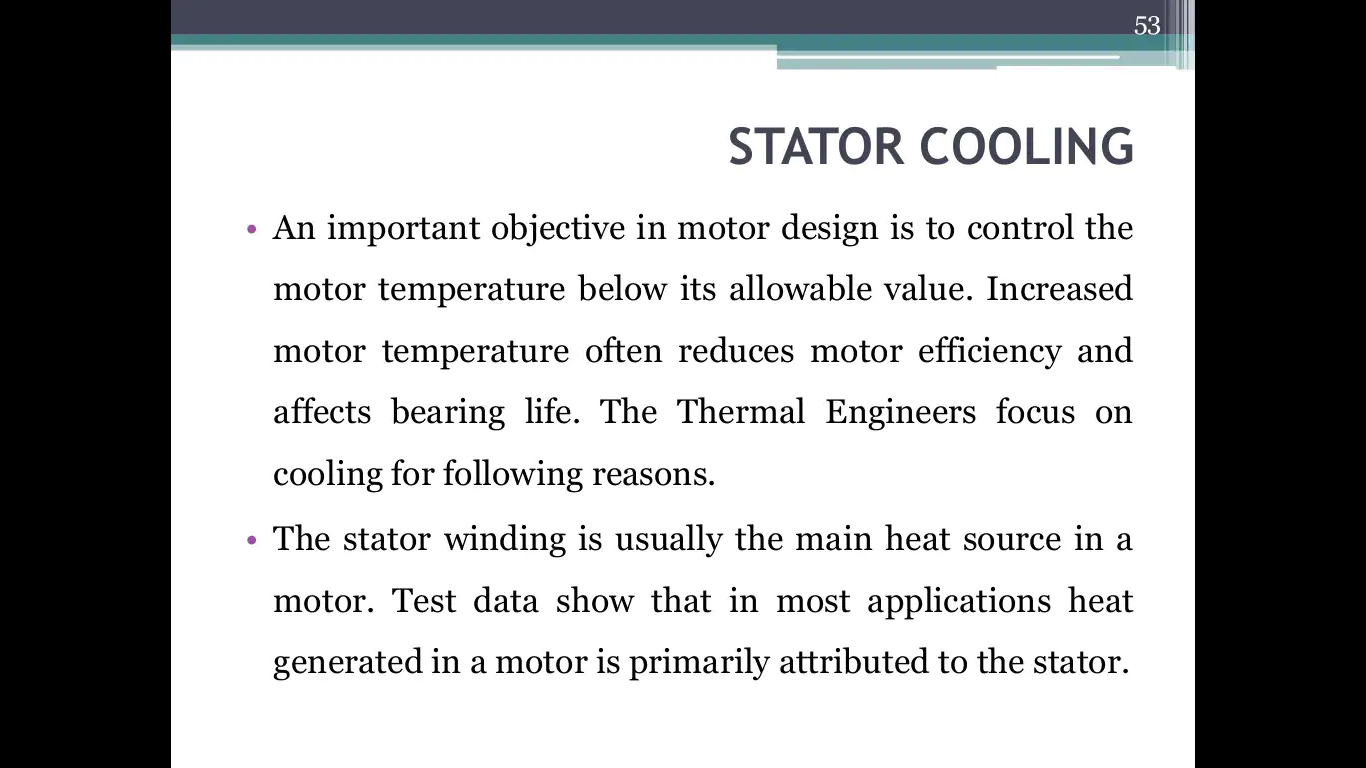 53
STATOR COOLING
• An important objective in motor design is to control the
motor temperature below its allowable value. Increased
motor temperature often reduces motor efficiency and
affects bearing life. The Thermal Engineers focus on
cooling for following reasons.
• The stator winding is usually the main heat source in a
motor. Test data show that in most applications heat
generated in a motor is primarily attributed to the stator.